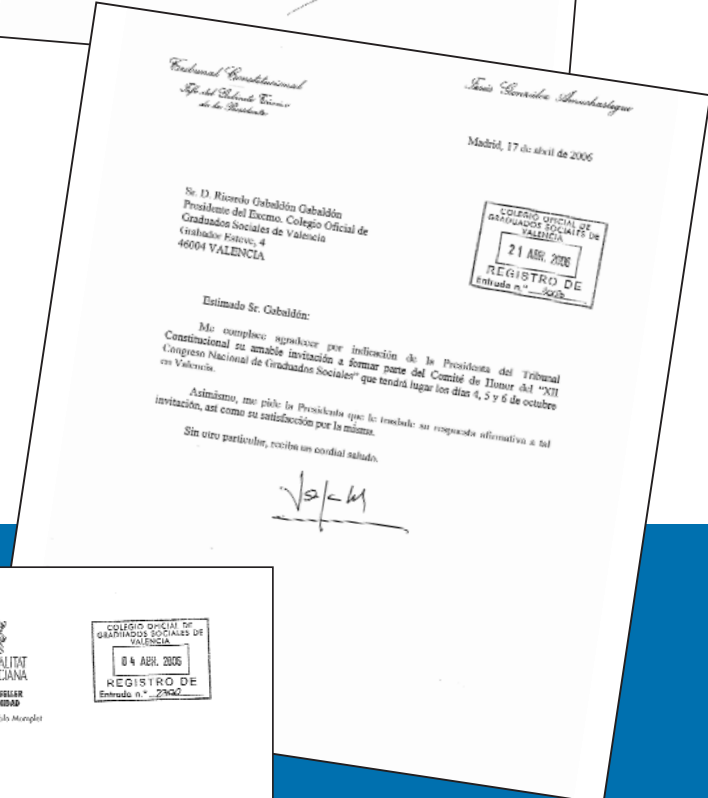 Tribunal Constitucional
Jefe del Gabinete Técnico
de la Presidenta
Jesús González Amuchastegui
Madrid, 17 de abril de 2006
Sr. D. Ricardo Gabaldón Gabaldón
Presidente del Excmo. Colegio Oficial de
Graduados Sociales de Valencia
Grabador Esteve, 4
46004 VALENCIA
COLEGIO OFICIAL DE
GRADUADOS SOCIALES DE
VALENCIA
21 ABR. 2006
REGISTRO DE
Entrada n.º
Estimado Sr. Gabaldón:
Me complace agradecer por indicación de la Presidenta del Tribunal
Constitucional su amable invitación a formar parte del Comité de Honor del "XII
Congreso Nacional de Graduados Sociales" que tendrá lugar los días 4, 5 y 6 de octubre
en Valencia.
Asimismo, me pide la Presidenta que le traslade su respuesta afirmativa a tal
invitación, así como su satisfacción por la misma.
Sin otro particular, reciba un cordial saludo.
ALITAT
CIANA
SELLER
IDAD
ola Momplet
COLEGIO OFICIAL DE
GRADUADOS SOCIALES DE
VALENCIA
04 ABR. 2006
REGISTRO DE
Entrada n.º